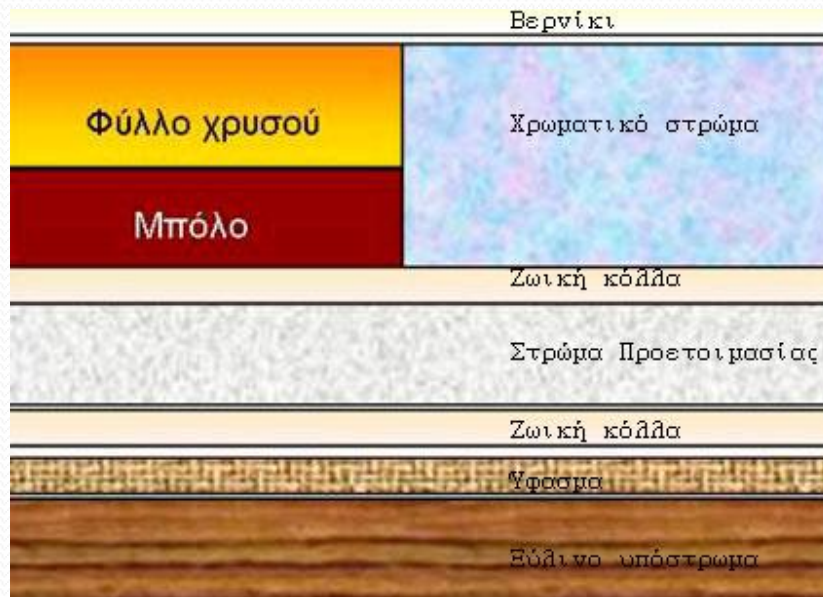 Βερνίκι
Φύλλο χρυσού
Χρωματικό στρώμα
Μπόλο
Ζωική κόλλα
Στρώμα Προετοιμασίας
Ζωική κόλλα
Ύφασμα
Ξύλινο υπόστρωμα